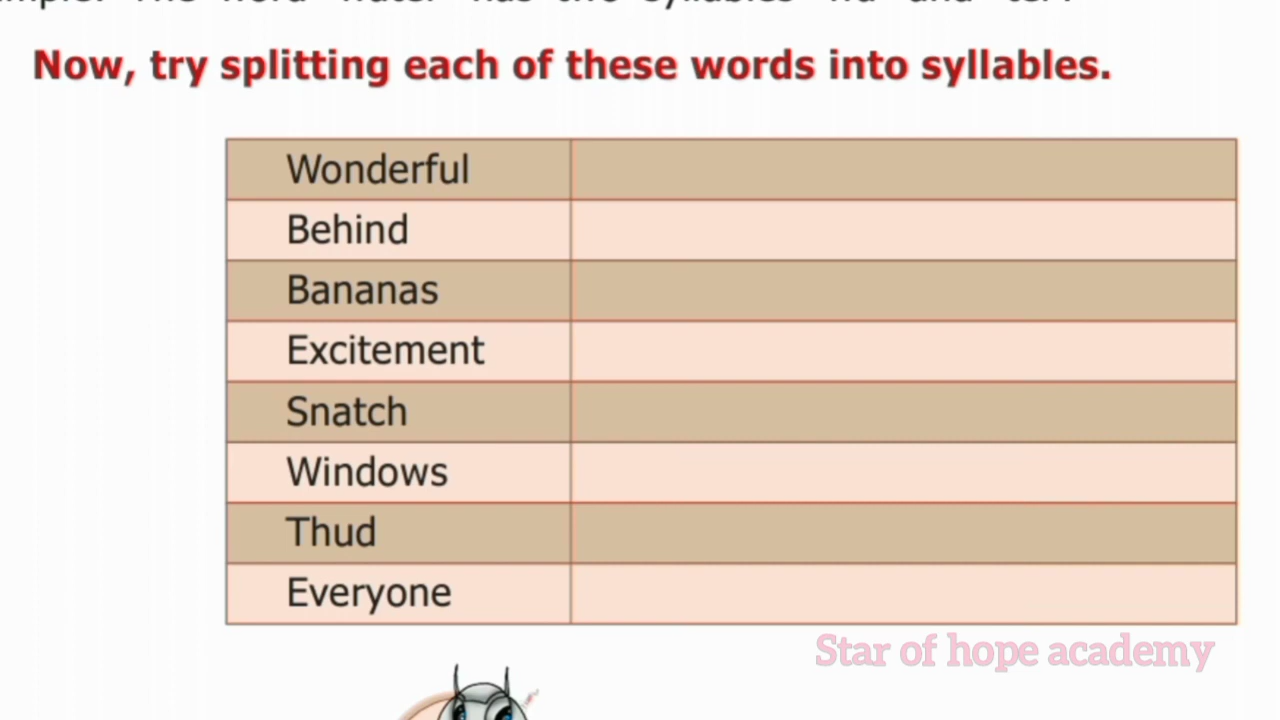 Now, try splitting each of these words into syllables.
Wonderful
Behind
Bananas
Excitement
Snatch
Windows
Thud
Everyone
Star of hope academy